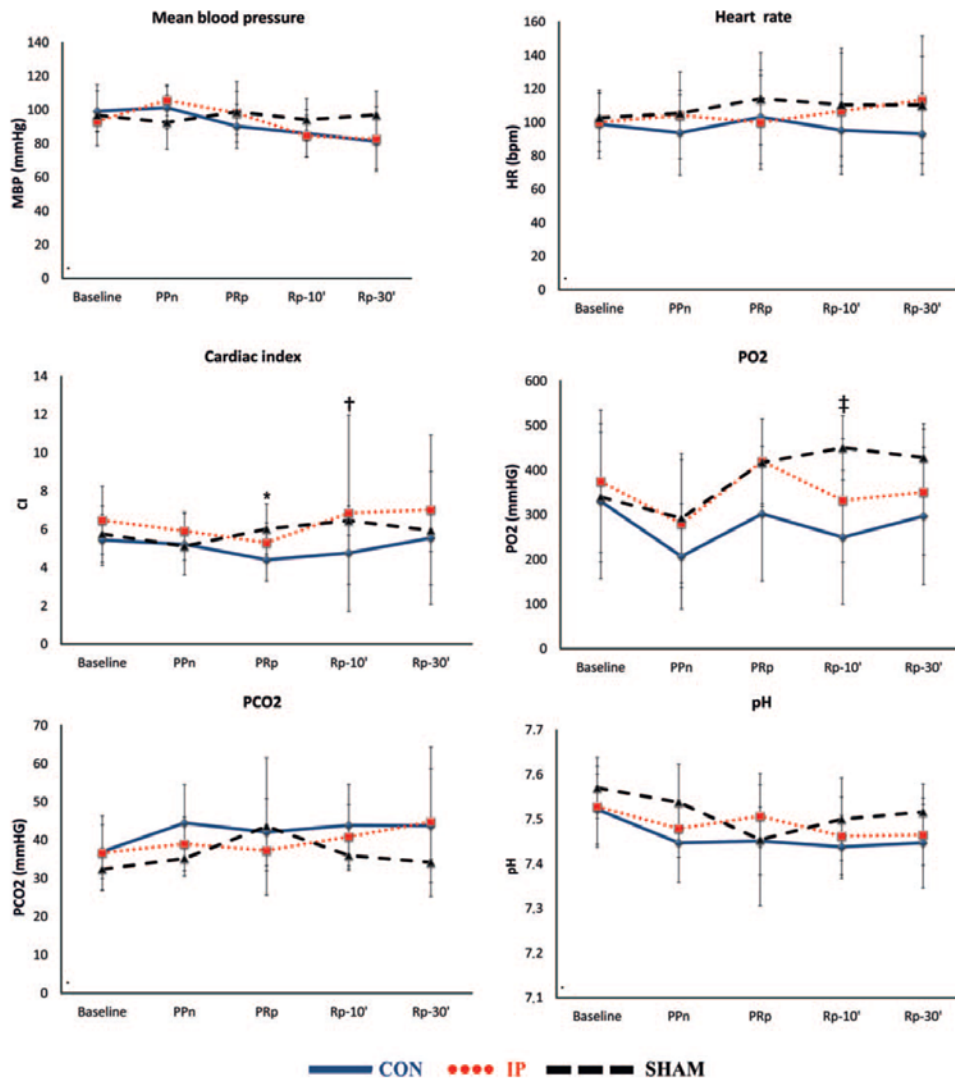 Mean blood pressure
140
120
100
80
60
40
20
0
MBP (mmHg)
Baseline PPn PRp Rp-10' Rp-30'
Heart rate
160
140
120
100
80
60
40
20
0
HR (bpm)
Baseline PPn PRp Rp-10' Rp-30'
Cardiac index
14
12
10
8
6
4
2
0
CI
*
†
Baseline PPn PRp Rp-10' Rp-30'
PO2
600
500
400
300
200
100
0
PO2 (mmHG)
‡
Baseline PPn PRp Rp-10' Rp-30'
PCO2
70
60
50
40
30
20
10
0
PCO2 (mmHG)
Baseline PPn PRp Rp-10' Rp-30'
pH
7.7
7.6
7.5
7.4
7.3
7.2
7.1
pH
Baseline PPn PRp Rp-10' Rp-30'
CON IP SHAM